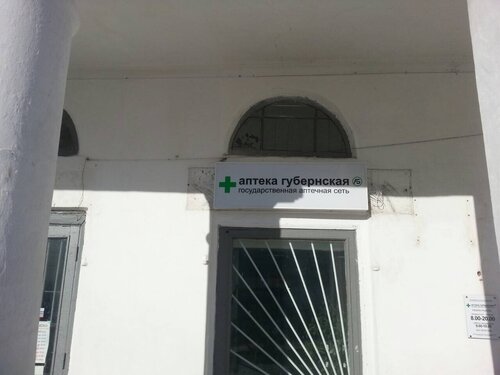 аптека губернская
государственная аптечная сеть
8.00-20.00